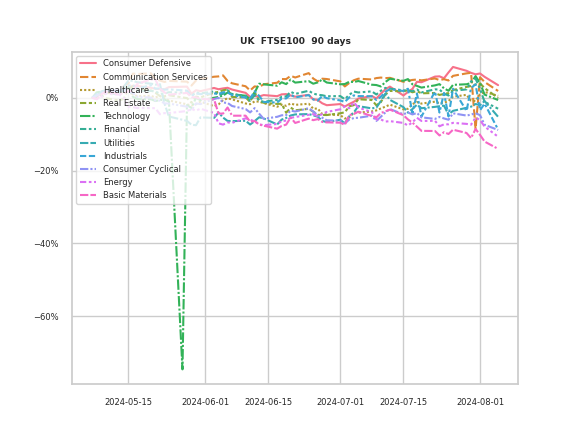 UK  FTSE100  90 days
Consumer Defensive
Communication Services
Healthcare
Real Estate
Technology
Financial
Utilities
Industrials
Consumer Cyclical
Energy
Basic Materials
0%
−20%
−40%
−60%
2024-05-15
2024-06-01
2024-06-15
2024-07-01
2024-07-15
2024-08-01